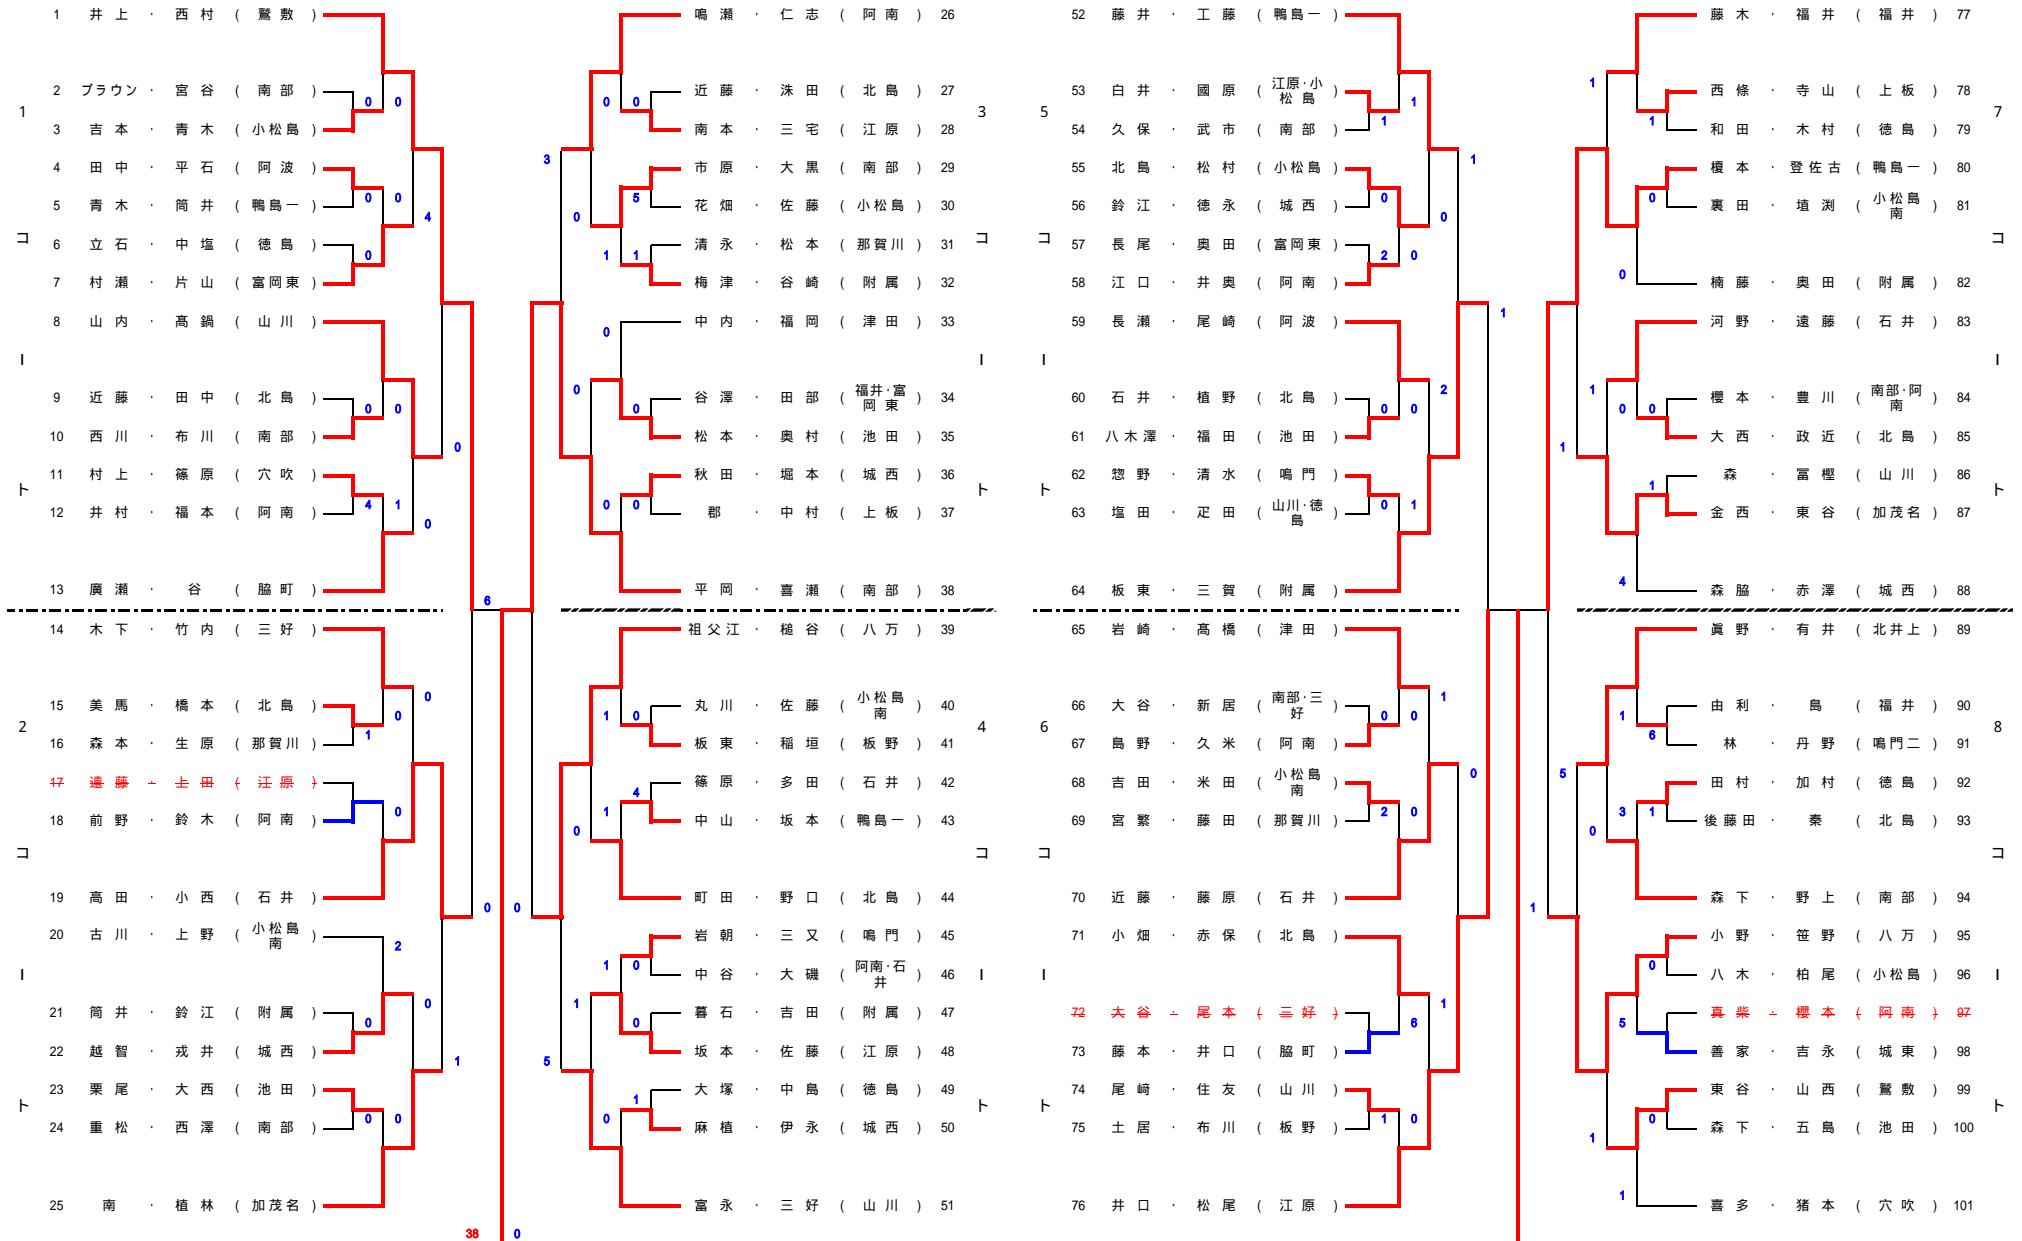 1 井上・西村(鷲敷)
2 ブラウン・宮谷(南部)
3 吉本・青木(小松島)
4 田中・平石(阿波)
5 青木・筒井(鴨島一)
6 立石・中塩(徳島)
7 村瀬・片山(富岡東)
8 山内・髙鍋(山川)
9 近藤・田中(北島)
10 西川・布川(南部)
11 村上・篠原(穴吹)
12 井村・福本(阿南)
13 廣瀬・谷(脇町)
1コート
14 木下・竹内(三好)
15 美馬・橋本(北島)
16 森本・生原(那賀川)
17 遠藤・上田(江原)
18 前野・鈴木(阿南)
19 高田・小西(石井)
20 古川・上野(小松島南)
21 筒井・鈴江(附属)
22 越智・戎井(城西)
23 栗尾・大西(池田)
24 重松・西澤(南部)
25 南・植林(加茂名)
2コート
鳴瀬・仁志(阿南) 26
近藤・洙田(北島) 27
南本・三宅(江原) 28
市原・大黒(南部) 29
花畑・佐藤(小松島) 30
清永・松本(那賀川) 31
梅津・谷崎(附属) 32
中内・福岡(津田) 33
谷澤・田部(福井・富岡東) 34
松本・奥村(池田) 35
秋田・堀本(城西) 36
郡・中村(上板) 37
平岡・喜瀬(南部) 38
3コート
祖父江・槌谷(八万) 39
丸川・佐藤(小松島南) 40
板東・稲垣(板野) 41
篠原・多田(石井) 42
中山・坂本(鴨島一) 43
町田・野口(北島) 44
岩朝・三又(鳴門) 45
中谷・大磯(阿南・石井) 46
暮石・吉田(附属) 47
坂本・佐藤(江原) 48
大塚・中島(徳島) 49
麻植・伊永(城西) 50
富永・三好(山川) 51
4コート
38 0
52 藤井・工藤(鴨島一)
53 白井・國原(江原・小松島)
54 久保・武市(南部)
55 北島・松村(小松島)
56 鈴江・徳永(城西)
57 長尾・奥田(富岡東)
58 江口・井奥(阿南)
59 長瀬・尾崎(阿波)
60 石井・植野(北島)
61 八木澤・福田(池田)
62 惣野・清水(鳴門)
63 塩田・疋田(山川・徳島)
64 板東・三賀(附属)
5コート
65 岩崎・髙橋(津田)
66 大谷・新居(南部・三好)
67 島野・久米(阿南)
68 吉田・米田(小松島南)
69 宮繁・藤田(那賀川)
70 近藤・藤原(石井)
71 小畑・赤保(北島)
72 大谷・尾本(三好)
73 藤本・井口(脇町)
74 尾﨑・住友(山川)
75 土居・布川(板野)
76 井口・松尾(江原)
6コート
藤木・福井(福井) 77
西條・寺山(上板) 78
和田・木村(徳島) 79
榎本・登佐古(鴨島一) 80
裏田・埴渕(小松島南) 81
楠藤・奥田(附属) 82
河野・遠藤(石井) 83
櫻本・豊川(南部・阿南) 84
大西・政近(北島) 85
森・冨樫(山川) 86
金西・東谷(加茂名) 87
森脇・赤澤(城西) 88
7コート
眞野・有井(北井上) 89
由利・島(福井) 90
林・丹野(鳴門二) 91
田村・加村(徳島) 92
後藤田・秦(北島) 93
森下・野上(南部) 94
小野・笹野(八万) 95
八木・柏尾(小松島) 96
真柴・櫻本(阿南) 97
善家・吉永(城東) 98
東谷・山西(鷲敷) 99
森下・五島(池田) 100
喜多・猪本(穴吹) 101
8コート